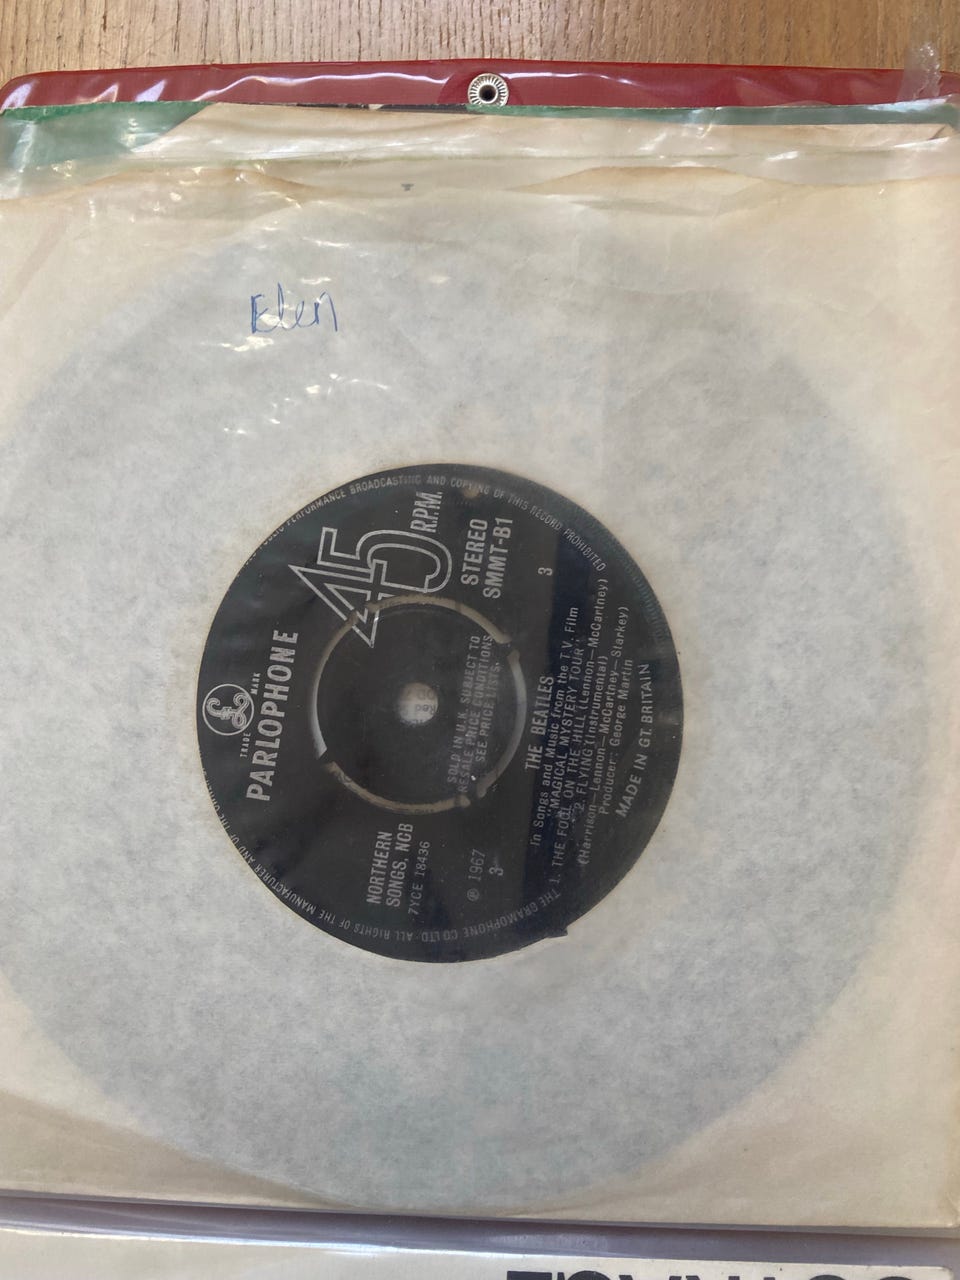 Elen
THE GRAMOPHONE CO LTD. ALL RIGHTS OF THE MANUFACTURER AND OF THE
PERFORMANCE BROADCASTING AND COPYING OF THIS RECORD PROHIBITED
TRADE MARK
PARLOPHONE
45
R.P.M.
NORTHERN
SONGS, NCB
7YCE 18436
STEREO
SMMT-B1
SOLD IN U.K. SUBJECT TO
RESALE PRICE CONDITIONS,
SEE PRICE LISTS.
℗ 1967
3
3
THE BEATLES
In Songs and Music from the T.V. Film
"MAGICAL MYSTERY TOUR":
1. THE FOOL ON THE HILL (Lennon—McCartney)
2. FLYING (Instrumental)
(Harrison—Lennon—McCartney—Starkey)
Producer: George Martin
MADE IN GT. BRITAIN